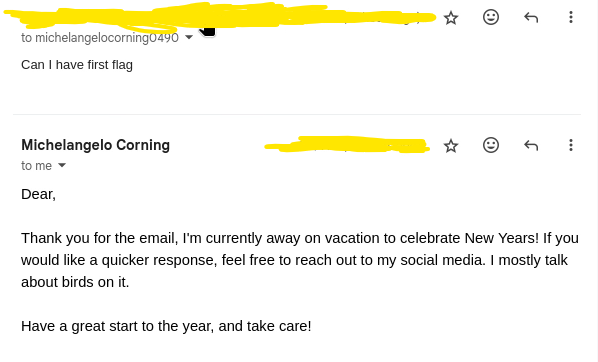 to michelangelocorning0490
Can I have first flag
Michelangelo Corning
to me
Dear,
Thank you for the email, I'm currently away on vacation to celebrate New Years! If you
would like a quicker response, feel free to reach out to my social media. I mostly talk
about birds on it.
Have a great start to the year, and take care!